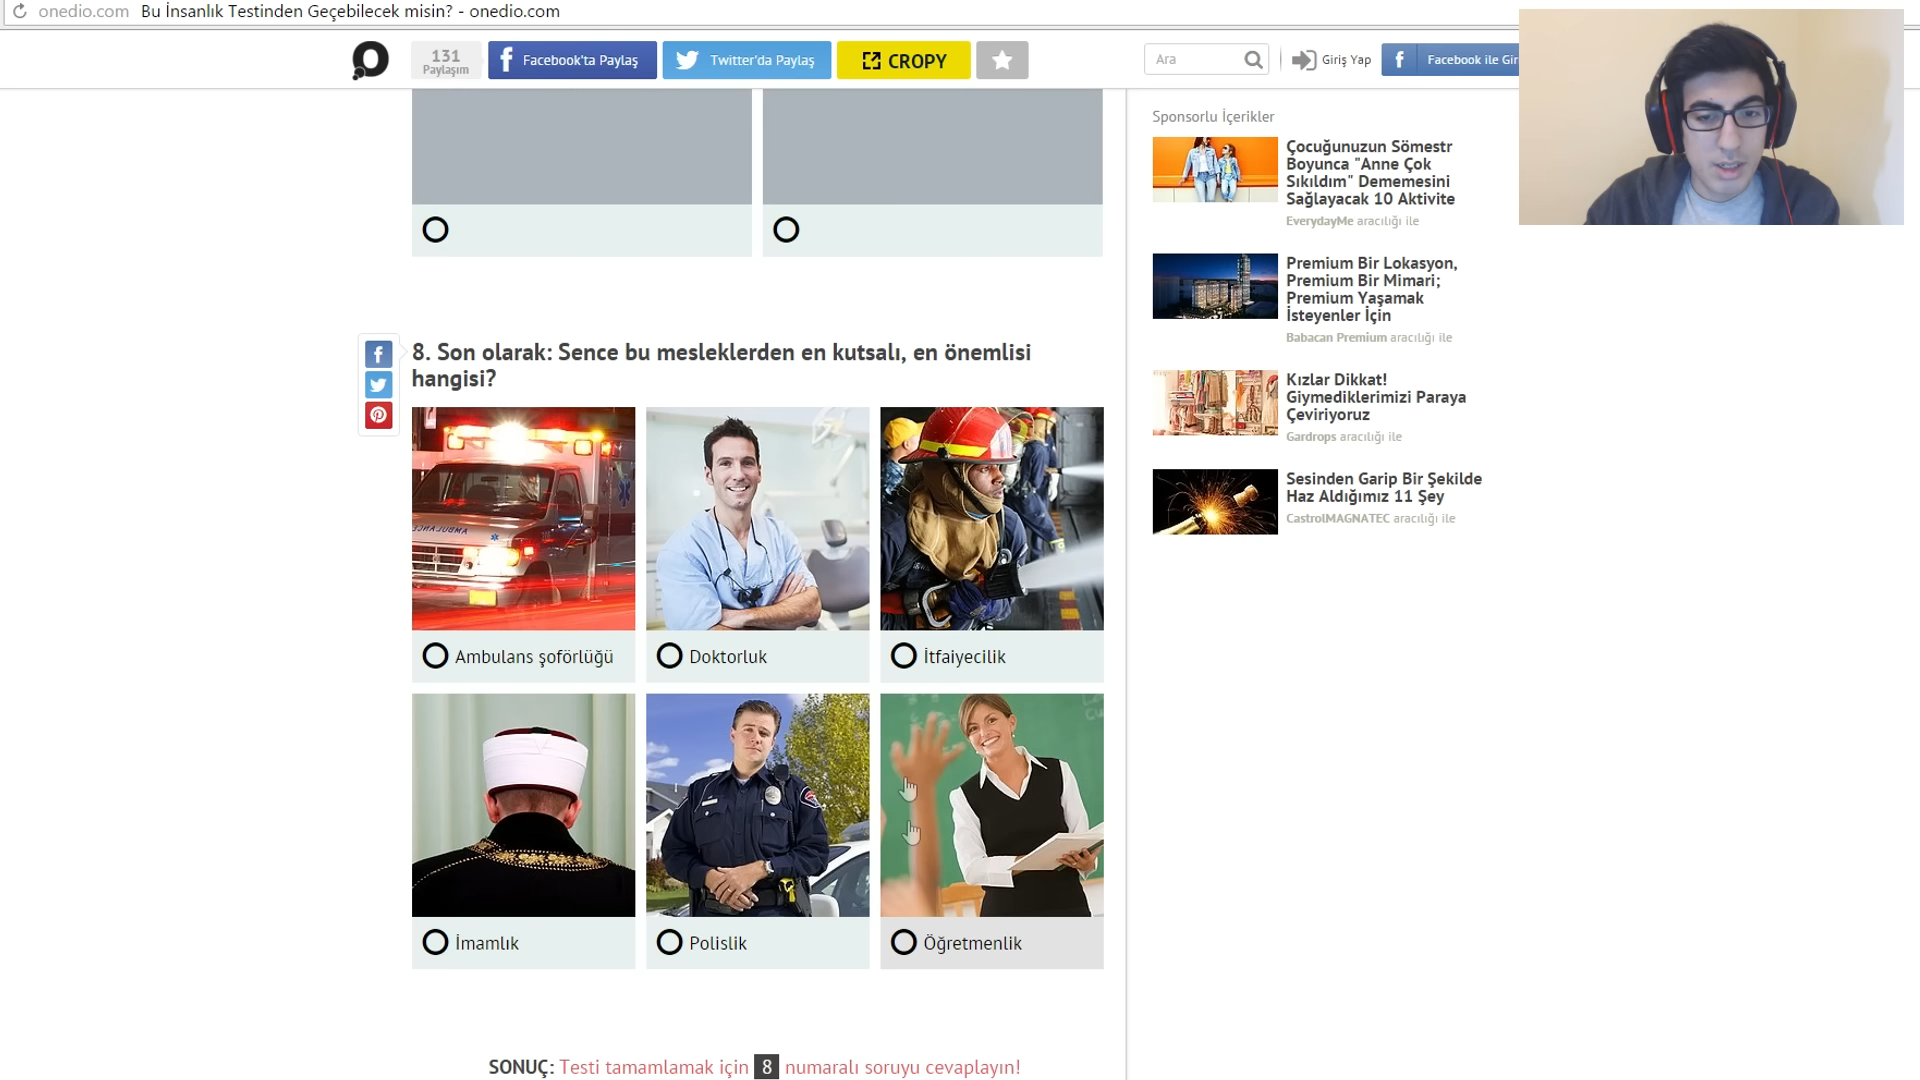 onedio.com Bu İnsanlık Testinden Geçebilecek misin? - onedio.com
131
Paylaşım
Facebook'ta Paylaş
Twitter'da Paylaş
CROPY
Ara
Giriş Yap
Facebook ile Gir
Sponsorlu İçerikler
Çocuğunuzun Sömestr
Boyunca "Anne Çok
Sıkıldım" Dememesini
Sağlayacak 10 Aktivite
EverydayMe aracılığı ile
Premium Bir Lokasyon,
Premium Bir Mimari;
Premium Yaşamak
İsteyenler İçin
Babacan Premium aracılığı ile
Kızlar Dikkat!
Giymediklerimizi Paraya
Çeviriyoruz
Gardrops aracılığı ile
Sesinden Garip Bir Şekilde
Haz Aldığımız 11 Şey
CastrolMAGNATEC aracılığı ile
8. Son olarak: Sence bu mesleklerden en kutsalı, en önemlisi
hangisi?
AMBULANCE
Ambulans şoförlüğü
Doktorluk
İtfaiyecilik
İmamlık
Polislik
Öğretmenlik
SONUÇ: Testi tamamlamak için 8 numaralı soruyu cevaplayın!